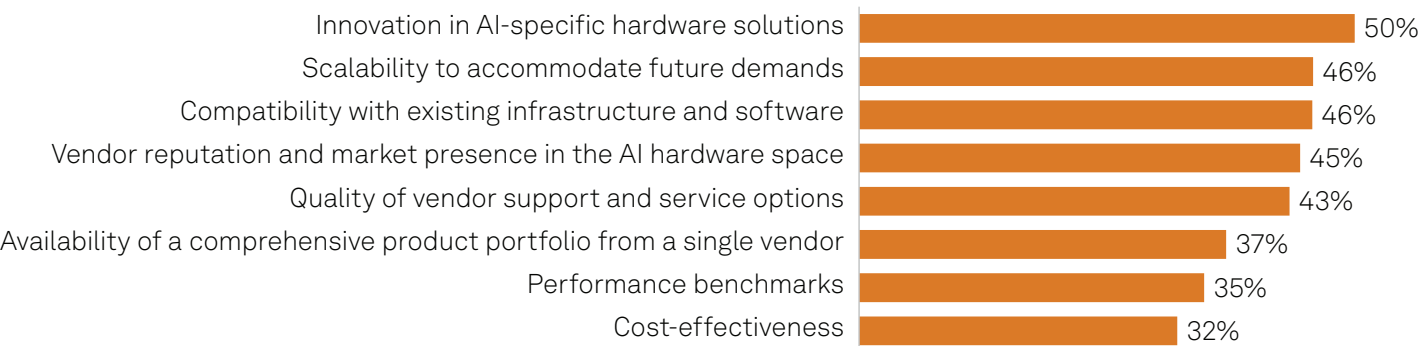 Innovation in AI-specific hardware solutions 50%
Scalability to accommodate future demands 46%
Compatibility with existing infrastructure and software 46%
Vendor reputation and market presence in the AI hardware space 45%
Quality of vendor support and service options 43%
Availability of a comprehensive product portfolio from a single vendor 37%
Performance benchmarks 35%
Cost-effectiveness 32%